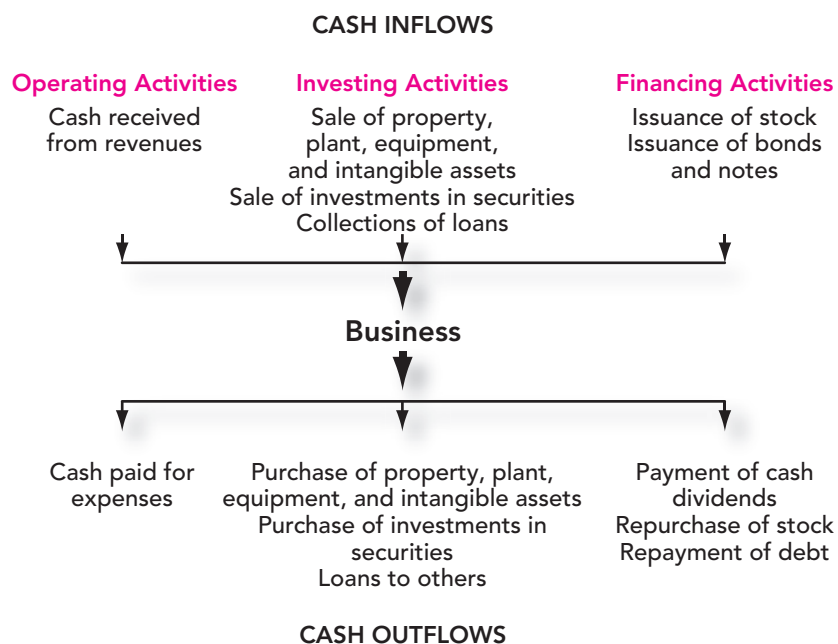 CASH INFLOWS
Operating Activities
Cash received
from revenues
Investing Activities
Sale of property,
plant, equipment,
and intangible assets
Sale of investments in securities
Collections of loans
Financing Activities
Issuance of stock
Issuance of bonds
and notes
Business
Cash paid for
expenses
Purchase of property, plant,
equipment, and intangible assets
Purchase of investments in
securities
Loans to others
Payment of cash
dividends
Repurchase of stock
Repayment of debt
CASH OUTFLOWS